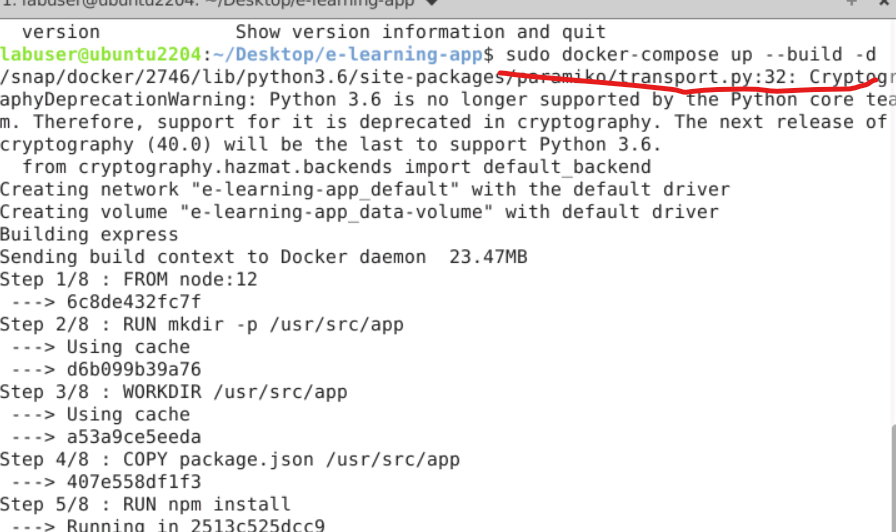 1. labuser@ubuntu2204: ~/Desktop/e-learning-app
version            Show version information and quit
labuser@ubuntu2204:~/Desktop/e-learning-app$ sudo docker-compose up --build -d
/snap/docker/2746/lib/python3.6/site-packages/paramiko/transport.py:32: Cryptogr
aphyDeprecationWarning: Python 3.6 is no longer supported by the Python core tea
m. Therefore, support for it is deprecated in cryptography. The next release of
cryptography (40.0) will be the last to support Python 3.6.
  from cryptography.hazmat.backends import default_backend
Creating network "e-learning-app_default" with the default driver
Creating volume "e-learning-app_data-volume" with default driver
Building express
Sending build context to Docker daemon  23.47MB
Step 1/8 : FROM node:12
 ---> 6c8de432fc7f
Step 2/8 : RUN mkdir -p /usr/src/app
 ---> Using cache
 ---> d6b099b39a76
Step 3/8 : WORKDIR /usr/src/app
 ---> Using cache
 ---> a53a9ce5eeda
Step 4/8 : COPY package.json /usr/src/app
 ---> 407e558df1f3
Step 5/8 : RUN npm install
 ---> Running in 2513c525dcc9